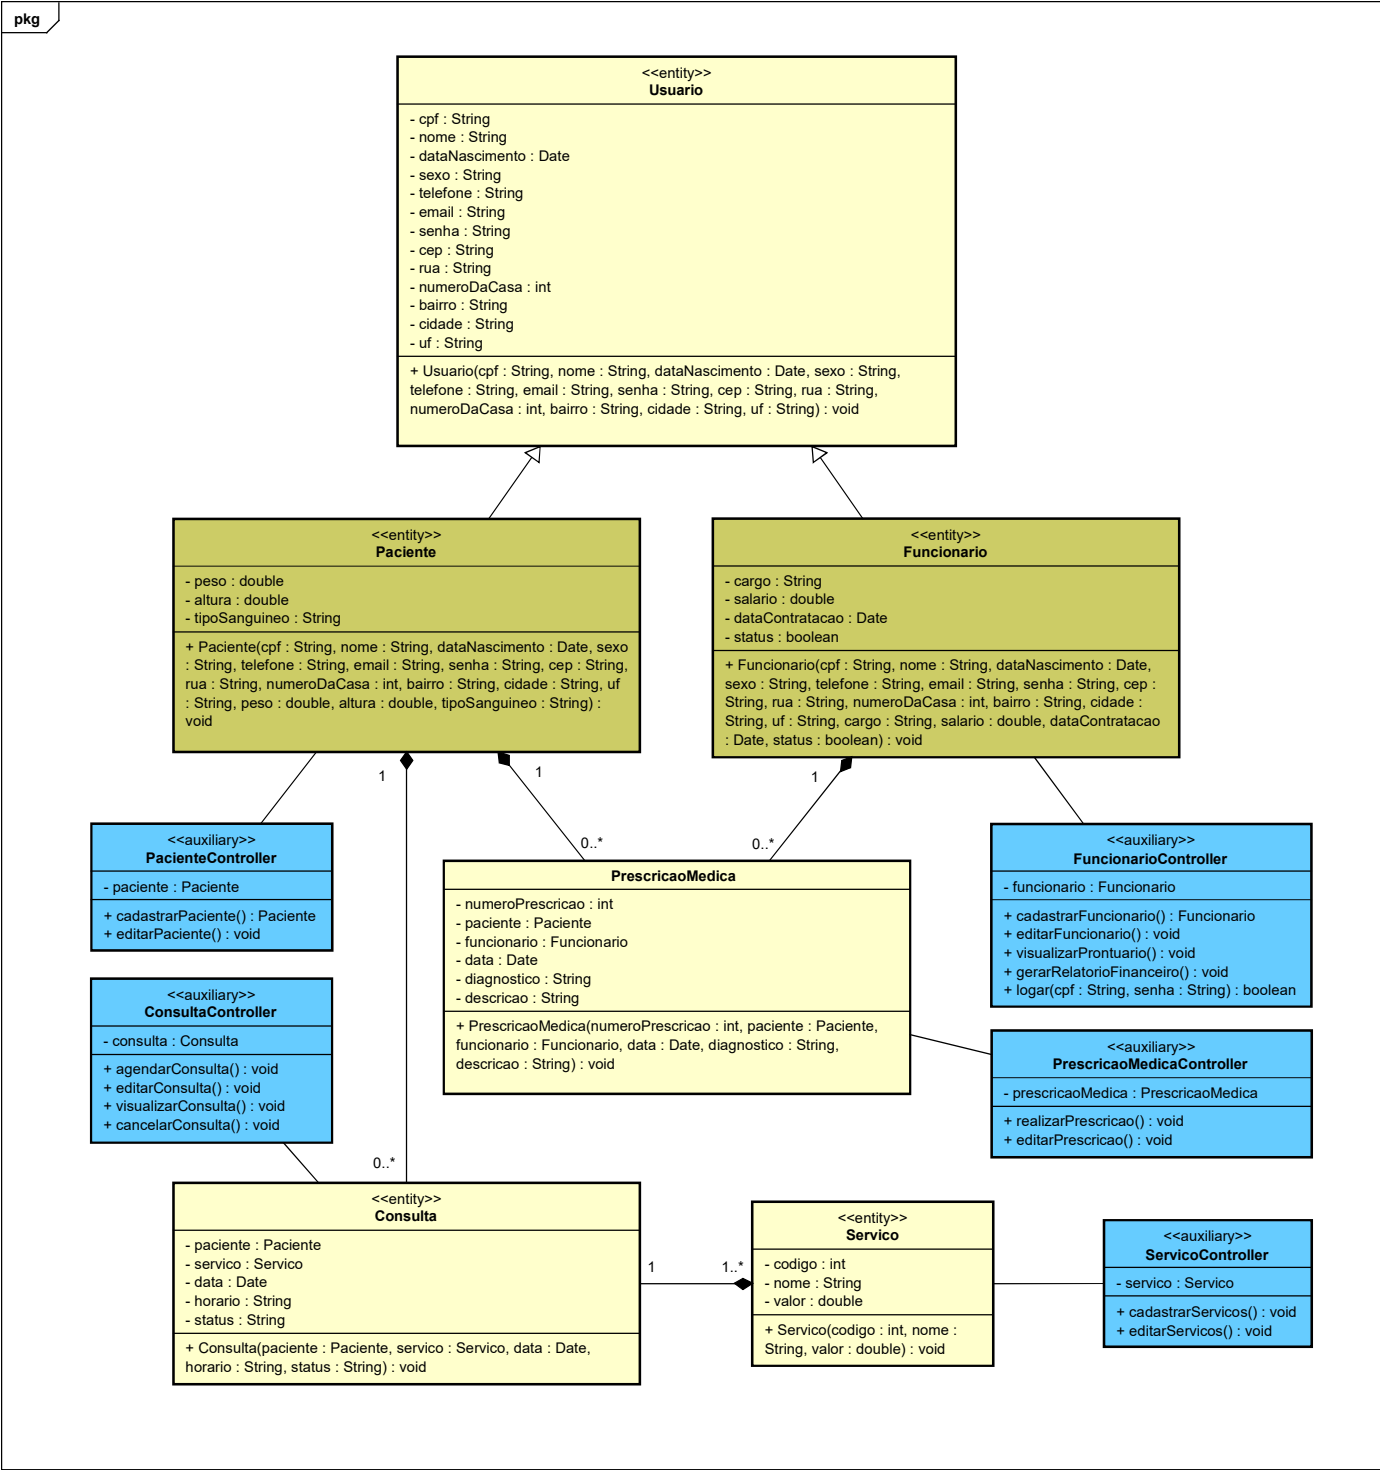 pkg
<<entity>>
Usuario
- cpf : String
- nome : String
- dataNascimento : Date
- sexo : String
- telefone : String
- email : String
- senha : String
- cep : String
- rua : String
- numeroDaCasa : int
- bairro : String
- cidade : String
- uf : String
+ Usuario(cpf : String, nome : String, dataNascimento : Date, sexo : String,
telefone : String, email : String, senha : String, cep : String, rua : String,
numeroDaCasa : int, bairro : String, cidade : String, uf : String) : void
<<entity>>
Paciente
- peso : double
- altura : double
- tipoSanguineo : String
+ Paciente(cpf : String, nome : String, dataNascimento : Date, sexo
: String, telefone : String, email : String, senha : String, cep : String,
rua : String, numeroDaCasa : int, bairro : String, cidade : String, uf
: String, peso : double, altura : double, tipoSanguineo : String) :
void
<<entity>>
Funcionario
- cargo : String
- salario : double
- dataContratacao : Date
- status : boolean
+ Funcionario(cpf : String, nome : String, dataNascimento : Date,
sexo : String, telefone : String, email : String, senha : String, cep :
String, rua : String, numeroDaCasa : int, bairro : String, cidade :
String, uf : String, cargo : String, salario : double, dataContratacao
: Date, status : boolean) : void
1
1
1
0..*
0..*
<<auxiliary>>
PacienteController
- paciente : Paciente
+ cadastrarPaciente() : Paciente
+ editarPaciente() : void
PrescricaoMedica
- numeroPrescricao : int
- paciente : Paciente
- funcionario : Funcionario
- data : Date
- diagnostico : String
- descricao : String
+ PrescricaoMedica(numeroPrescricao : int, paciente : Paciente,
funcionario : Funcionario, data : Date, diagnostico : String,
descricao : String) : void
<<auxiliary>>
FuncionarioController
- funcionario : Funcionario
+ cadastrarFuncionario() : Funcionario
+ editarFuncionario() : void
+ visualizarProntuario() : void
+ gerarRelatorioFinanceiro() : void
+ logar(cpf : String, senha : String) : boolean
<<auxiliary>>
ConsultaController
- consulta : Consulta
+ agendarConsulta() : void
+ editarConsulta() : void
+ visualizarConsulta() : void
+ cancelarConsulta() : void
<<auxiliary>>
PrescricaoMedicaController
- prescricaoMedica : PrescricaoMedica
+ realizarPrescricao() : void
+ editarPrescricao() : void
0..*
<<entity>>
Consulta
- paciente : Paciente
- servico : Servico
- data : Date
- horario : String
- status : String
+ Consulta(paciente : Paciente, servico : Servico, data : Date,
horario : String, status : String) : void
1
1..*
<<entity>>
Servico
- codigo : int
- nome : String
- valor : double
+ Servico(codigo : int, nome :
String, valor : double) : void
<<auxiliary>>
ServicoController
- servico : Servico
+ cadastrarServicos() : void
+ editarServicos() : void